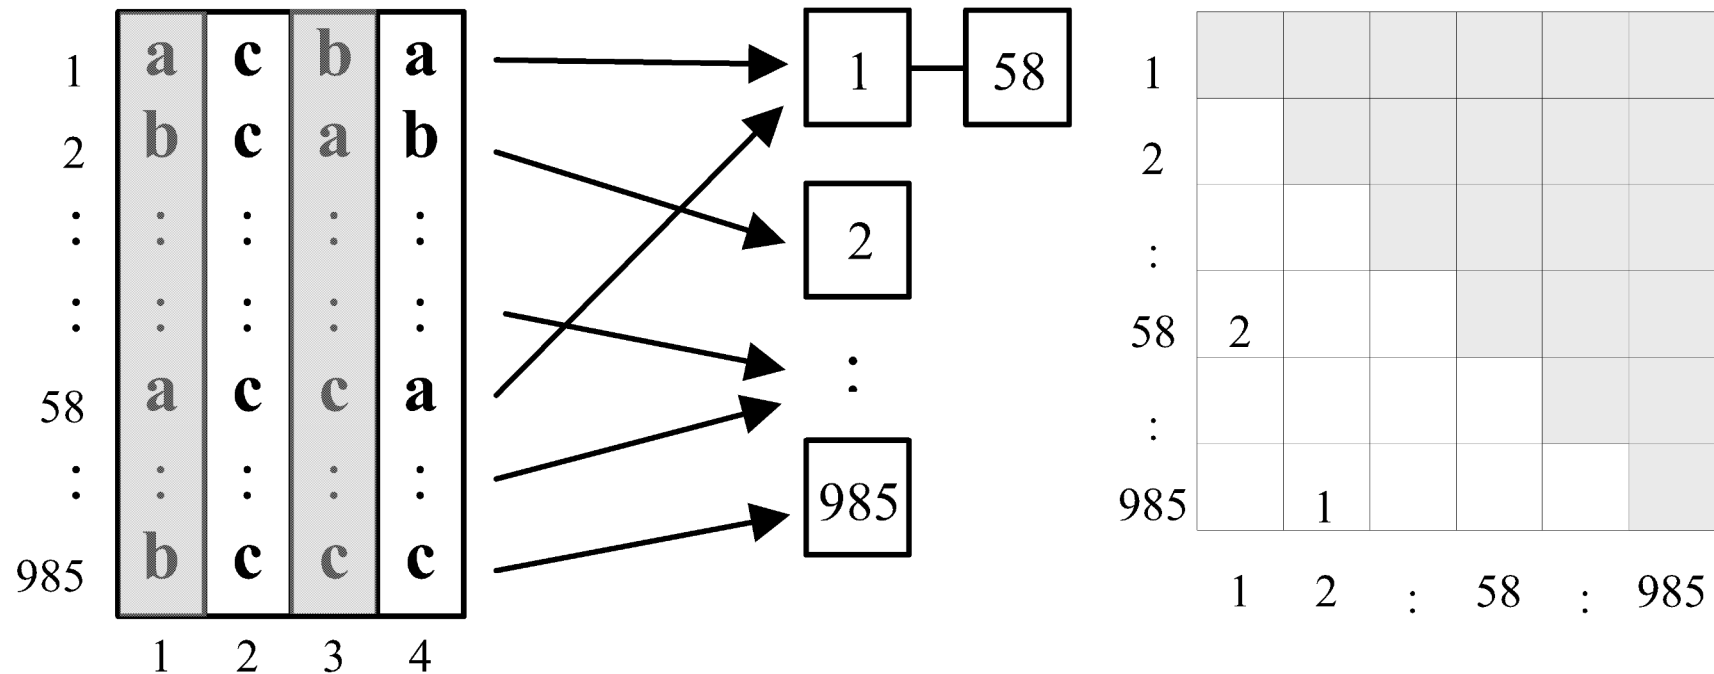 1 a c b a
2 b c a b
: : : : :
: : : : :
58 a c c a
: : : : :
985 b c c c
1 2 3 4
1 58
2
:
985
1
2
:
58 2
:
985 1
1 2 : 58 : 985